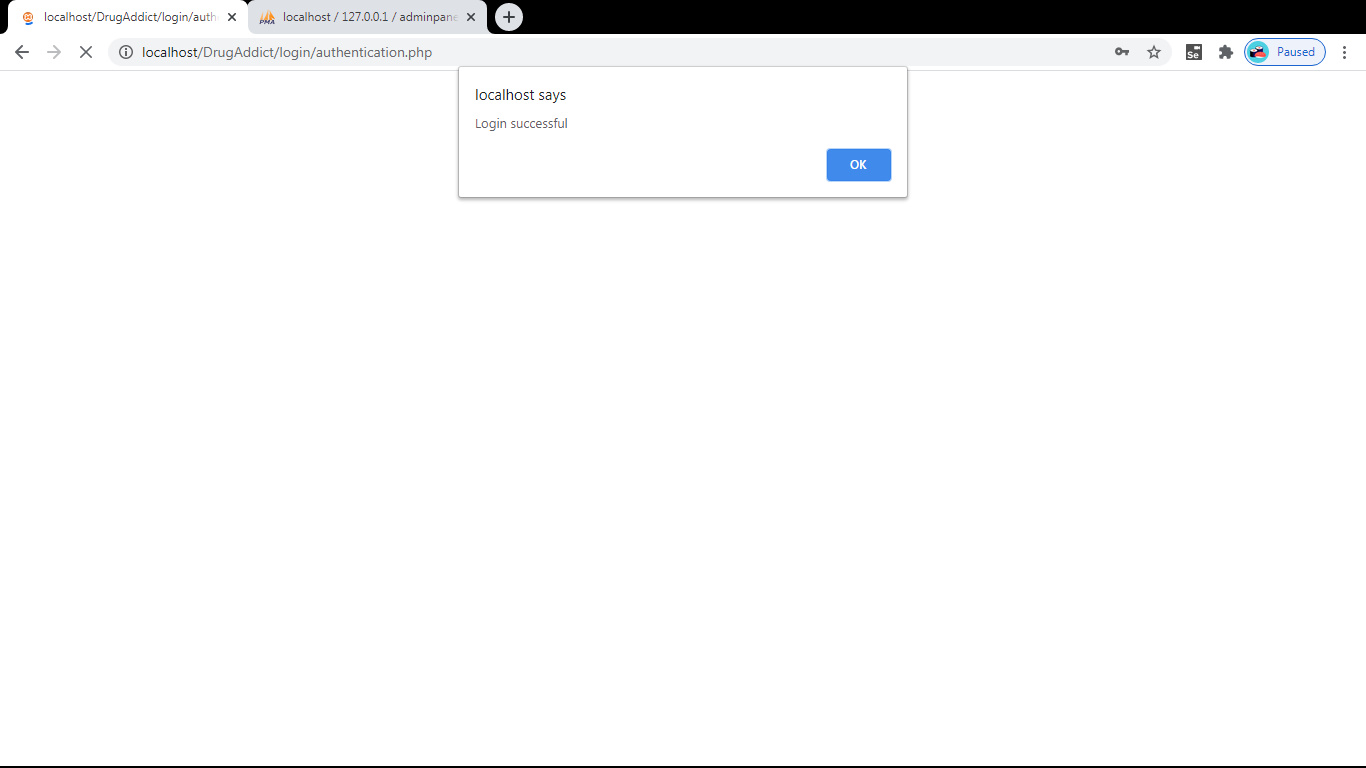 localhost/DrugAddict/login/auth
localhost / 127.0.0.1 / adminpane
PMA
localhost/DrugAddict/login/authentication.php
Se
Paused
localhost says
Login successful
OK